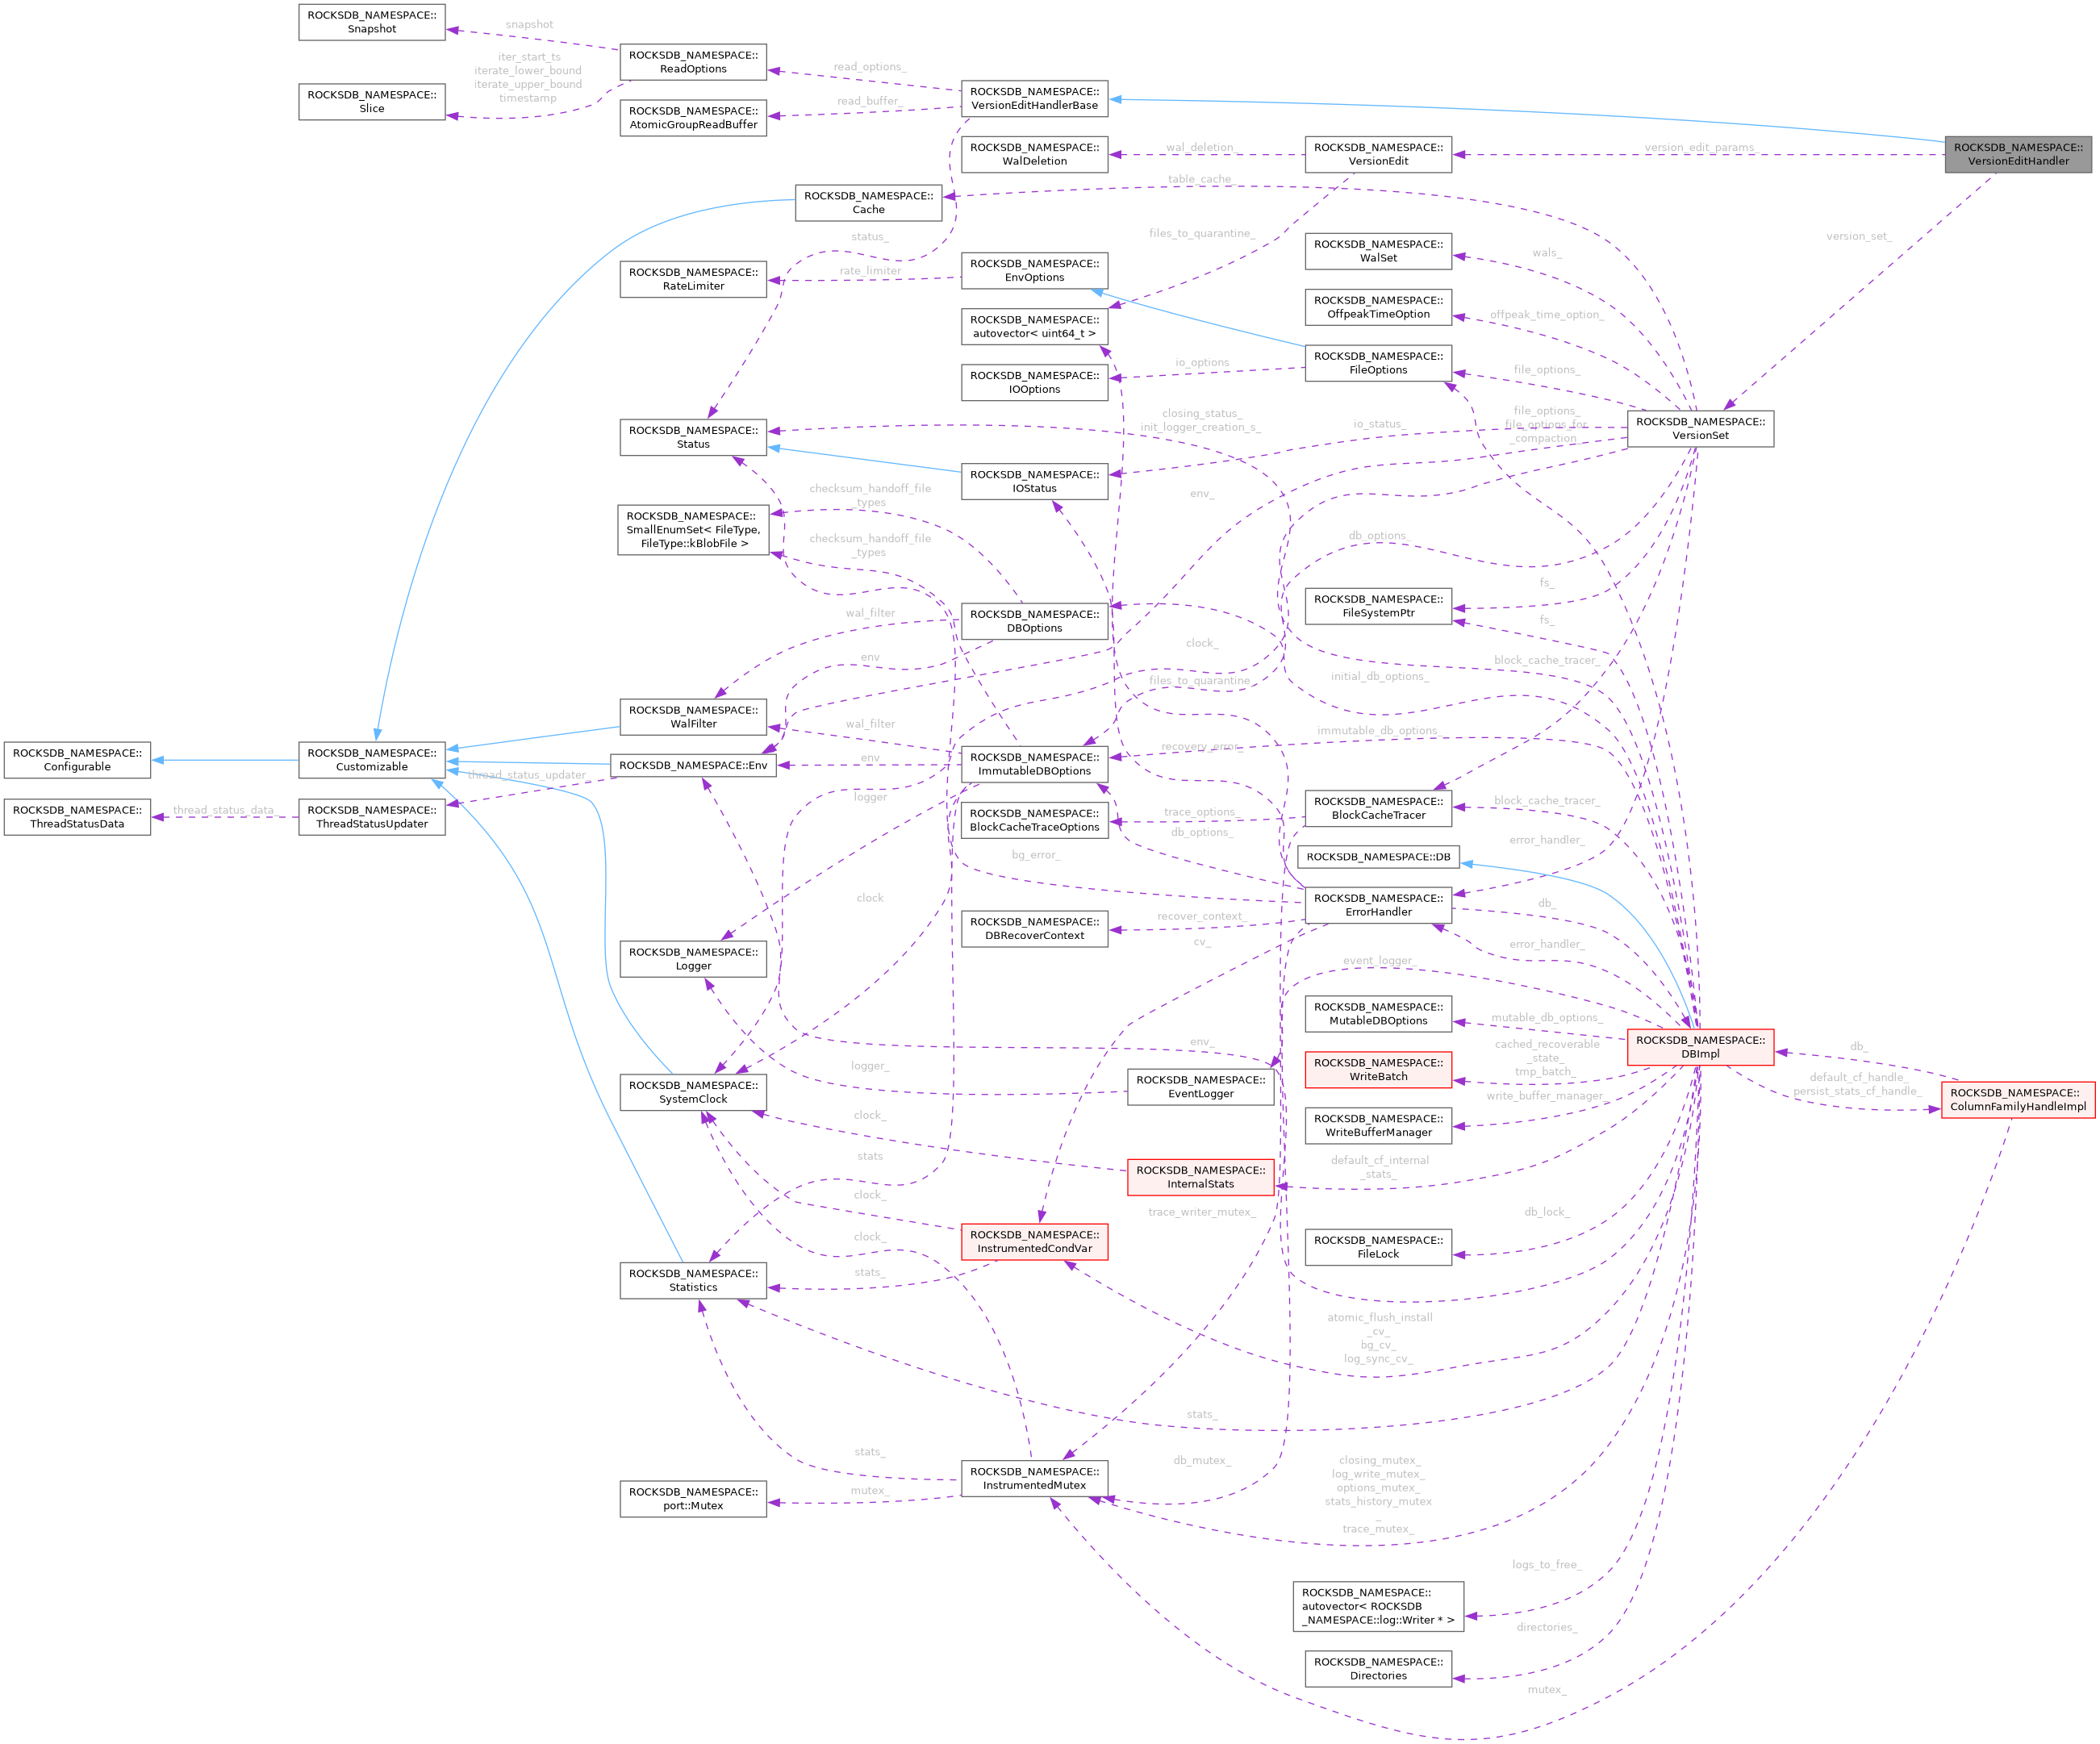 ROCKSDB_NAMESPACE::
Snapshot
snapshot
ROCKSDB_NAMESPACE::
ReadOptions
iter_start_ts
iterate_lower_bound
iterate_upper_bound
timestamp
ROCKSDB_NAMESPACE::
Slice
read_options_
ROCKSDB_NAMESPACE::
VersionEditHandlerBase
read_buffer_
ROCKSDB_NAMESPACE::
AtomicGroupReadBuffer
ROCKSDB_NAMESPACE::
WalDeletion
wal_deletion_
ROCKSDB_NAMESPACE::
VersionEdit
version_edit_params_
ROCKSDB_NAMESPACE::
VersionEditHandler
table_cache_
ROCKSDB_NAMESPACE::
Cache
status_
files_to_quarantine_
ROCKSDB_NAMESPACE::
WalSet
wals_
version_set_
ROCKSDB_NAMESPACE::
RateLimiter
rate_limiter
ROCKSDB_NAMESPACE::
EnvOptions
ROCKSDB_NAMESPACE::
OffpeakTimeOption
offpeak_time_option_
ROCKSDB_NAMESPACE::
autovector< uint64_t >
ROCKSDB_NAMESPACE::
IOOptions
io_options
ROCKSDB_NAMESPACE::
FileOptions
file_options_
ROCKSDB_NAMESPACE::
Status
closing_status_
init_logger_creation_s_
io_status_
file_options_
file_options_for
_compaction_
ROCKSDB_NAMESPACE::
VersionSet
ROCKSDB_NAMESPACE::
IOStatus
checksum_handoff_file
_types
env_
ROCKSDB_NAMESPACE::
SmallEnumSet< FileType,
FileType::kBlobFile >
checksum_handoff_file
_types
db_options_
ROCKSDB_NAMESPACE::
DBOptions
wal_filter
env
clock_
files_to_quarantine_
ROCKSDB_NAMESPACE::
FileSystemPtr
fs_
fs_
block_cache_tracer_
initial_db_options_
ROCKSDB_NAMESPACE::
WalFilter
wal_filter
immutable_db_options_
recovery_error_
ROCKSDB_NAMESPACE::
Configurable
ROCKSDB_NAMESPACE::
Customizable
ROCKSDB_NAMESPACE::Env
env
ROCKSDB_NAMESPACE::
ImmutableDBOptions
thread_status_updater_
ROCKSDB_NAMESPACE::
ThreadStatusData
thread_status_data_
ROCKSDB_NAMESPACE::
ThreadStatusUpdater
logger
ROCKSDB_NAMESPACE::
BlockCacheTraceOptions
trace_options_
db_options_
ROCKSDB_NAMESPACE::
BlockCacheTracer
block_cache_tracer_
error_handler_
bg_error_
ROCKSDB_NAMESPACE::DB
clock
ROCKSDB_NAMESPACE::
ErrorHandler
db_
ROCKSDB_NAMESPACE::
DBRecoverContext
recover_context_
cv_
error_handler_
ROCKSDB_NAMESPACE::
Logger
event_logger_
ROCKSDB_NAMESPACE::
MutableDBOptions
mutable_db_options_
ROCKSDB_NAMESPACE::
DBImpl
env_
cached_recoverable
_state_
tmp_batch_
db_
logger_
ROCKSDB_NAMESPACE::
WriteBatch
default_cf_handle_
persist_stats_cf_handle_
ROCKSDB_NAMESPACE::
ColumnFamilyHandleImpl
ROCKSDB_NAMESPACE::
SystemClock
ROCKSDB_NAMESPACE::
EventLogger
write_buffer_manager_
clock_
ROCKSDB_NAMESPACE::
WriteBufferManager
stats
ROCKSDB_NAMESPACE::
InternalStats
default_cf_internal
_stats_
clock_
trace_writer_mutex_
db_lock_
clock_
ROCKSDB_NAMESPACE::
InstrumentedCondVar
ROCKSDB_NAMESPACE::
FileLock
ROCKSDB_NAMESPACE::
Statistics
stats_
atomic_flush_install
_cv_
bg_cv_
log_sync_cv_
stats_
stats_
db_mutex_
closing_mutex_
log_write_mutex_
options_mutex_
stats_history_mutex
_
trace_mutex_
ROCKSDB_NAMESPACE::
InstrumentedMutex
ROCKSDB_NAMESPACE::
port::Mutex
mutex_
logs_to_free_
ROCKSDB_NAMESPACE::
autovector< ROCKSDB
_NAMESPACE::log::Writer * >
directories_
ROCKSDB_NAMESPACE::
Directories
mutex_